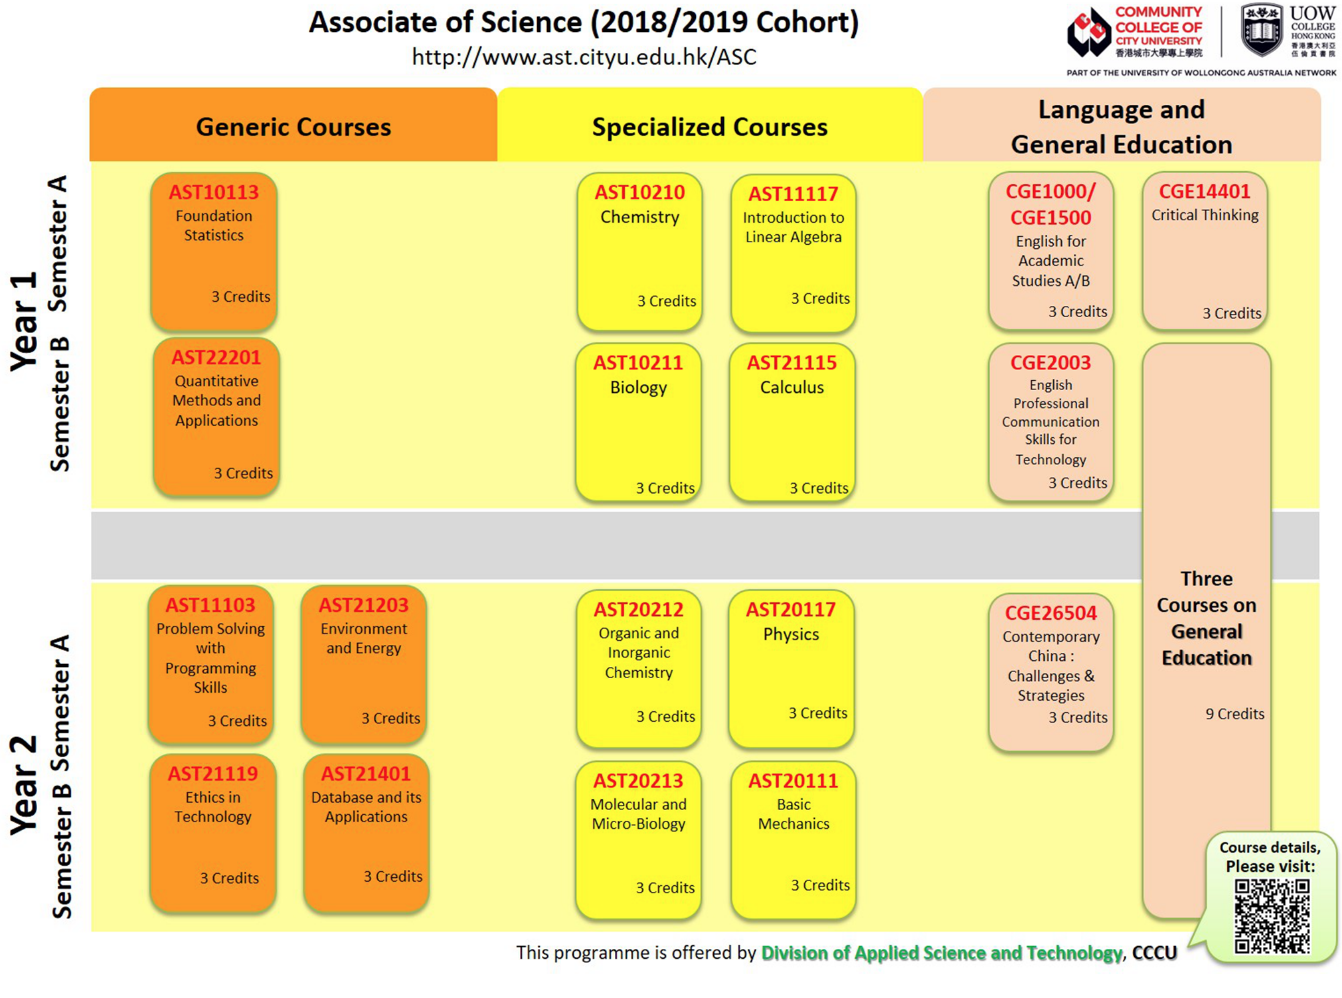 Associate of Science (2018/2019 Cohort)
http://www.ast.cityu.edu.hk/ASC
COMMUNITY
COLLEGE OF
CITY UNIVERSITY
香港城市大學專上學院
UOW
COLLEGE
HONG KONG
香港澳大利亞
伍倫貢書院
PART OF THE UNIVERSITY OF WOLLONGONG AUSTRALIA NETWORK
Generic Courses
Specialized Courses
Language and
General Education
Year 1
Semester A
AST10113
Foundation
Statistics
3 Credits
AST10210
Chemistry
3 Credits
AST11117
Introduction to
Linear Algebra
3 Credits
CGE1000/
CGE1500
English for
Academic
Studies A/B
3 Credits
CGE14401
Critical Thinking
3 Credits
Semester B
AST22201
Quantitative
Methods and
Applications
3 Credits
AST10211
Biology
3 Credits
AST21115
Calculus
3 Credits
CGE2003
English
Professional
Communication
Skills for
Technology
3 Credits
Three
Courses on
General
Education
9 Credits
Year 2
Semester A
AST11103
Problem Solving
with
Programming
Skills
3 Credits
AST21203
Environment
and Energy
3 Credits
AST20212
Organic and
Inorganic
Chemistry
3 Credits
AST20117
Physics
3 Credits
CGE26504
Contemporary
China :
Challenges &
Strategies
3 Credits
Semester B
AST21119
Ethics in
Technology
3 Credits
AST21401
Database and its
Applications
3 Credits
AST20213
Molecular and
Micro-Biology
3 Credits
AST20111
Basic
Mechanics
3 Credits
Course details,
Please visit:
This programme is offered by Division of Applied Science and Technology, CCCU